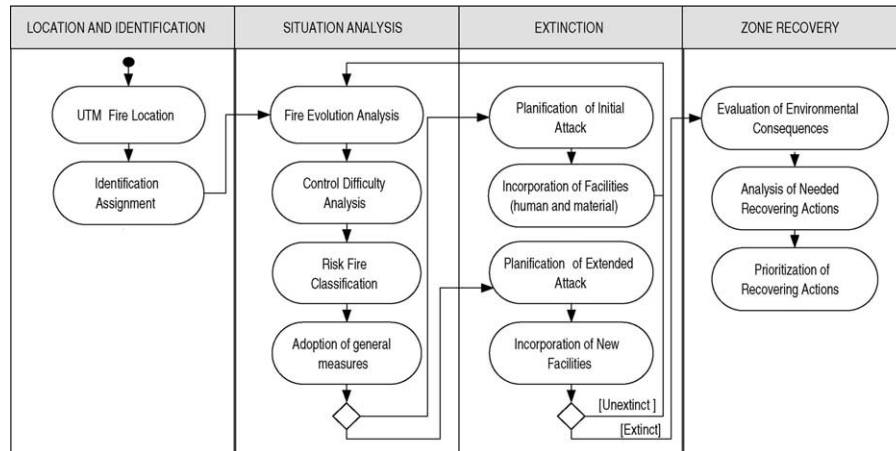 LOCATION AND IDENTIFICATION
SITUATION ANALYSIS
EXTINCTION
ZONE RECOVERY
UTM Fire Location
Identification
Assignment
Fire Evolution Analysis
Control Difficulty
Analysis
Risk Fire
Classification
Adoption of general
measures
Planification of Initial
Attack
Incorporation of Facilities
(human and material)
Planification of Extended
Attack
Incorporation of New
Facilities
[Unextinct ]
[Extinct]
Evaluation of Environmental
Consequences
Analysis of Needed
Recovering Actions
Prioritization of
Recovering Actions